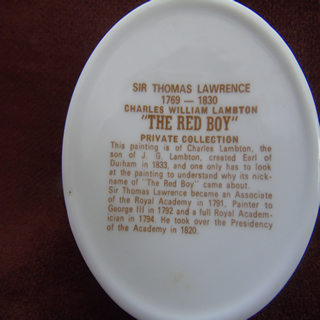 SIR THOMAS LAWRENCE
1769 — 1830
CHARLES WILLIAM LAMBTON
"THE RED BOY"
PRIVATE COLLECTION
This painting is of Charles Lambton, the
son of J. G. Lambton, created Earl of
Durham in 1833, and one only has to look
at the painting to understand why its nick-
name of "The Red Boy" came about.
Sir Thomas Lawrence became an Associate
of the Royal Academy in 1791, Painter to
George III in 1792 and a full Royal Academ-
ician in 1794. He took over the Presidency
of the Academy in 1820.